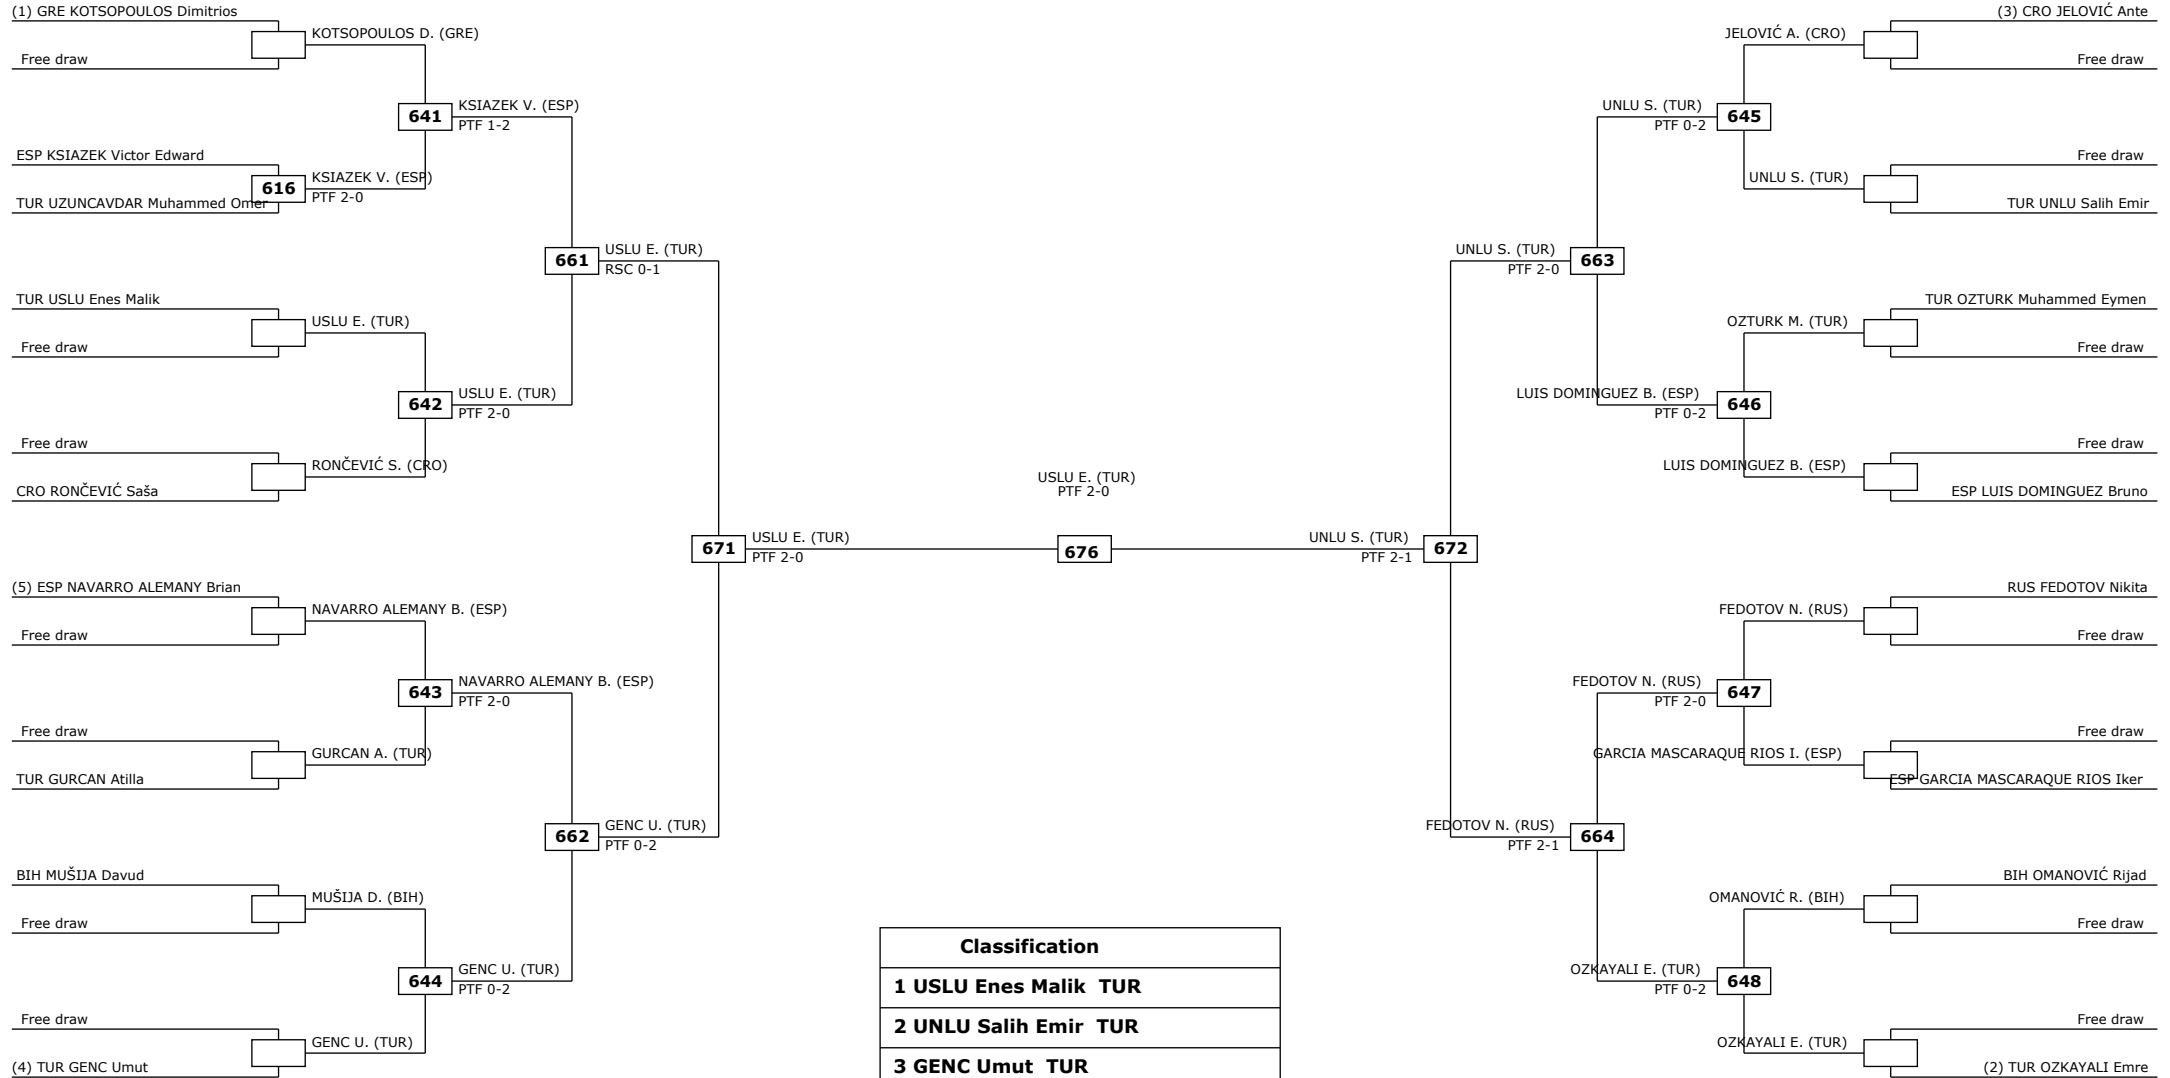 (1) GRE KOTSOPOULOS Dimitrios
KOTSOPOULOS D. (GRE)
Free draw
641
KSIAZEK V. (ESP)
PTF 1-2
ESP KSIAZEK Victor Edward
616
KSIAZEK V. (ESP)
PTF 2-0
TUR UZUNCAVDAR Muhammed Omer
661
USLU E. (TUR)
RSC 0-1
TUR USLU Enes Malik
USLU E. (TUR)
Free draw
642
USLU E. (TUR)
PTF 2-0
Free draw
RONČEVIĆ S. (CRO)
CRO RONČEVIĆ Saša
671
USLU E. (TUR)
PTF 2-0
(5) ESP NAVARRO ALEMANY Brian
NAVARRO ALEMANY B. (ESP)
Free draw
643
NAVARRO ALEMANY B. (ESP)
PTF 2-0
Free draw
GURCAN A. (TUR)
TUR GURCAN Atilla
662
GENC U. (TUR)
PTF 0-2
BIH MUŠIJA Davud
MUŠIJA D. (BIH)
Free draw
644
GENC U. (TUR)
PTF 0-2
Free draw
GENC U. (TUR)
(4) TUR GENC Umut
USLU E. (TUR)
PTF 2-0
676
(3) CRO JELOVIĆ Ante
JELOVIĆ A. (CRO)
Free draw
UNLU S. (TUR)
PTF 0-2
645
Free draw
UNLU S. (TUR)
TUR UNLU Salih Emir
UNLU S. (TUR)
PTF 2-0
663
TUR OZTURK Muhammed Eymen
OZTURK M. (TUR)
Free draw
LUIS DOMINGUEZ B. (ESP)
PTF 0-2
646
Free draw
LUIS DOMINGUEZ B. (ESP)
ESP LUIS DOMINGUEZ Bruno
UNLU S. (TUR)
PTF 2-1
672
RUS FEDOTOV Nikita
FEDOTOV N. (RUS)
Free draw
FEDOTOV N. (RUS)
PTF 2-0
647
Free draw
GARCIA MASCARAQUE RIOS I. (ESP)
ESP GARCIA MASCARAQUE RIOS Iker
FEDOTOV N. (RUS)
PTF 2-1
664
BIH OMANOVIĆ Rijad
OMANOVIĆ R. (BIH)
Free draw
OZKAYALI E. (TUR)
PTF 0-2
648
Free draw
OZKAYALI E. (TUR)
(2) TUR OZKAYALI Emre
Classification
1 USLU Enes Malik TUR
2 UNLU Salih Emir TUR
3 GENC Umut TUR